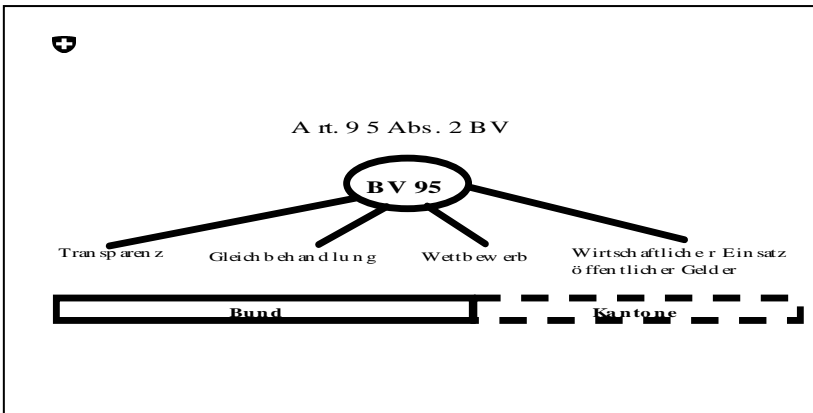 Art. 95 Abs. 2 BV
BV 95
Transparenz
Gleichbehandlung
Wettbewerb
Wirtschaftlicher Einsatz
öffentlicher Gelder
Bund
Kantone